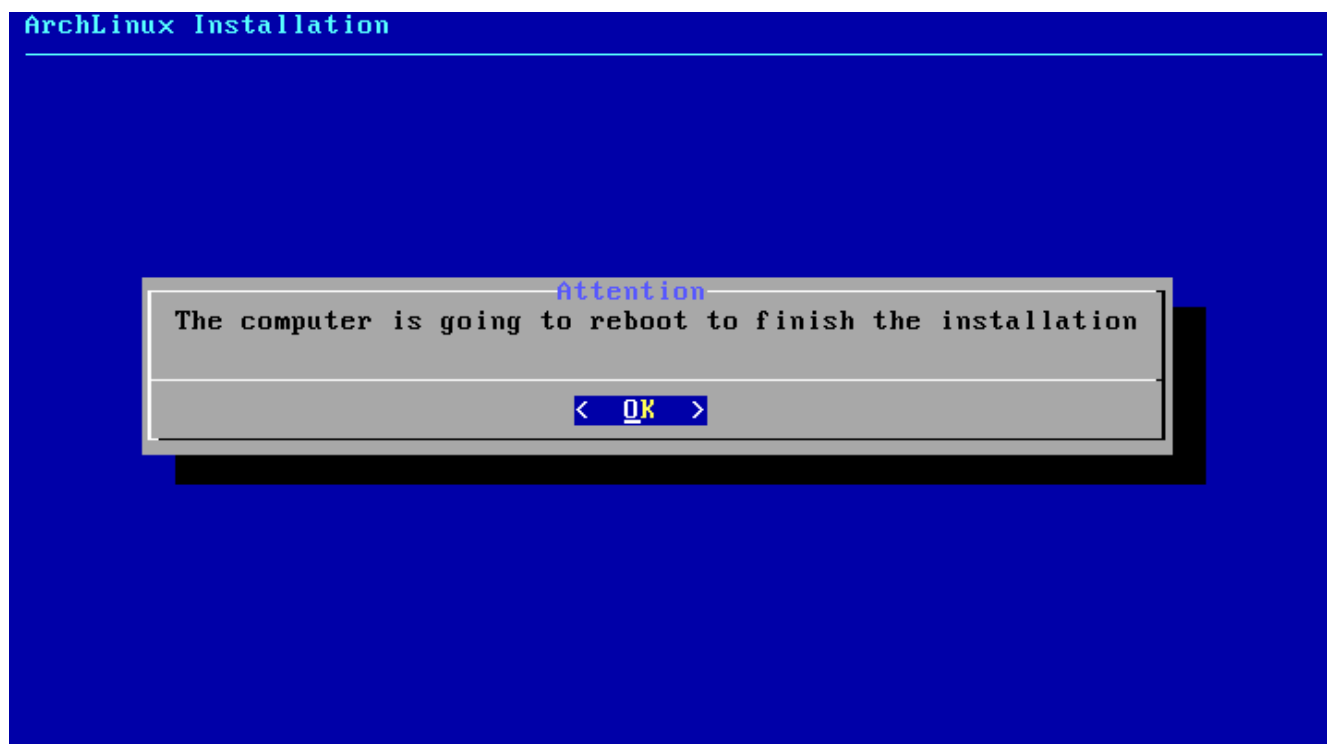 ArchLinux Installation
Attention
The computer is going to reboot to finish the installation
< OK >